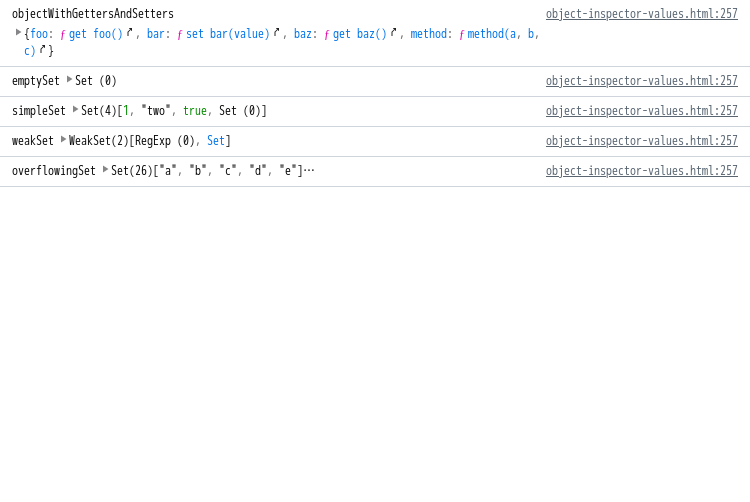 objectWithGettersAndSetters object-inspector-values.html:257
▶{foo: ƒ get foo()↗, bar: ƒ set bar(value)↗, baz: ƒ get baz()↗, method: ƒ method(a, b,
c)↗}
emptySet ▶Set (0) object-inspector-values.html:257
simpleSet ▶Set(4)[1, "two", true, Set (0)] object-inspector-values.html:257
weakSet ▶WeakSet(2)[RegExp (0), Set] object-inspector-values.html:257
overflowingSet ▶Set(26)["a", "b", "c", "d", "e"]… object-inspector-values.html:257